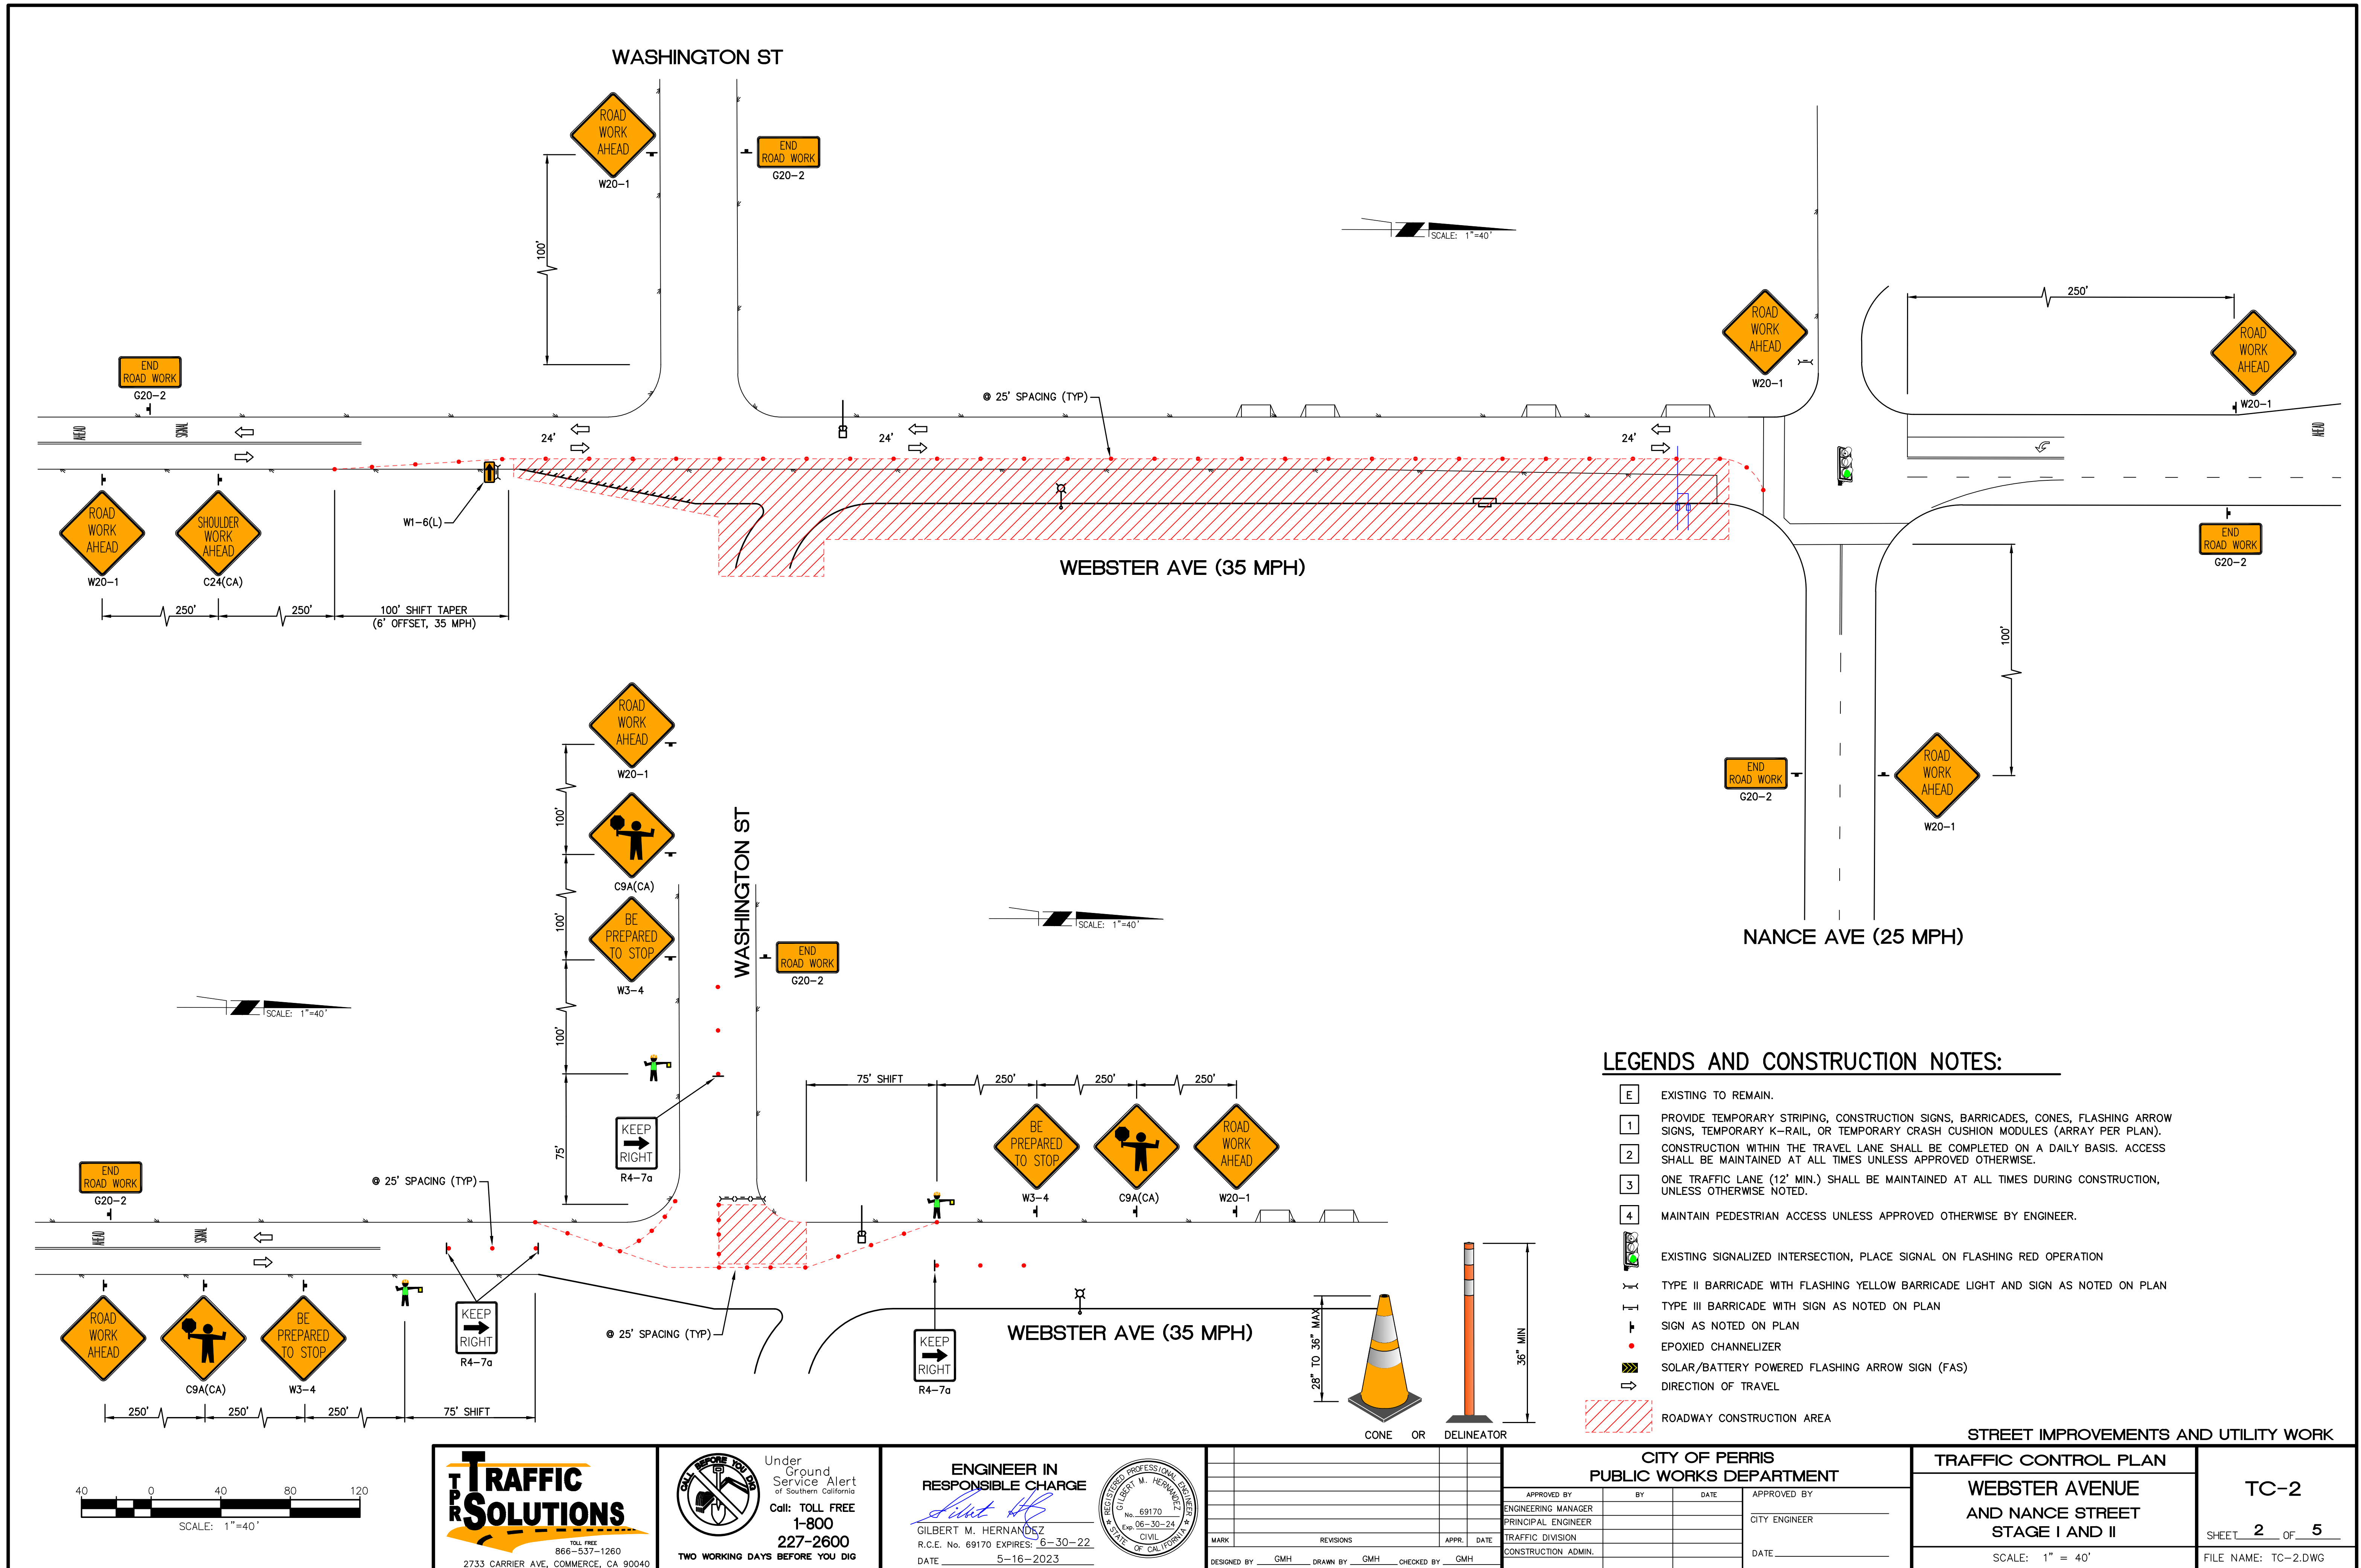 WASHINGTON ST
ROAD
WORK
AHEAD
W20-1
END
ROAD WORK
G20-2
100'
SCALE: 1"=40'
250'
ROAD
WORK
AHEAD
W20-1
ROAD
WORK
AHEAD
W20-1
END
ROAD WORK
G20-2
@ 25' SPACING (TYP)
AHEAD
SIGNAL
24'
24'
24'
AHEAD
W1-6(L)
ROAD
WORK
AHEAD
W20-1
SHOULDER
WORK
AHEAD
C24(CA)
END
ROAD WORK
G20-2
WEBSTER AVE (35 MPH)
250'
250'
100' SHIFT TAPER
(6' OFFSET, 35 MPH)
100'
END
ROAD WORK
G20-2
ROAD
WORK
AHEAD
W20-1
NANCE AVE (25 MPH)
ROAD
WORK
AHEAD
W20-1
100'
C9A(CA)
100'
BE
PREPARED
TO STOP
W3-4
100'
75'
WASHINGTON ST
END
ROAD WORK
G20-2
SCALE: 1"=40'
SCALE: 1"=40'
KEEP
RIGHT
R4-7a
75' SHIFT
250'
250'
250'
BE
PREPARED
TO STOP
W3-4
C9A(CA)
ROAD
WORK
AHEAD
W20-1
END
ROAD WORK
G20-2
@ 25' SPACING (TYP)
AHEAD
SIGNAL
ROAD
WORK
AHEAD
C9A(CA)
BE
PREPARED
TO STOP
W3-4
KEEP
RIGHT
R4-7a
@ 25' SPACING (TYP)
KEEP
RIGHT
R4-7a
WEBSTER AVE (35 MPH)
250'
250'
250'
75' SHIFT
28" TO 36" MAX
36" MIN
CONE OR DELINEATOR
LEGENDS AND CONSTRUCTION NOTES:
E EXISTING TO REMAIN.
1 PROVIDE TEMPORARY STRIPING, CONSTRUCTION SIGNS, BARRICADES, CONES, FLASHING ARROW
SIGNS, TEMPORARY K-RAIL, OR TEMPORARY CRASH CUSHION MODULES (ARRAY PER PLAN).
2 CONSTRUCTION WITHIN THE TRAVEL LANE SHALL BE COMPLETED ON A DAILY BASIS. ACCESS
SHALL BE MAINTAINED AT ALL TIMES UNLESS APPROVED OTHERWISE.
3 ONE TRAFFIC LANE (12' MIN.) SHALL BE MAINTAINED AT ALL TIMES DURING CONSTRUCTION,
UNLESS OTHERWISE NOTED.
4 MAINTAIN PEDESTRIAN ACCESS UNLESS APPROVED OTHERWISE BY ENGINEER.
EXISTING SIGNALIZED INTERSECTION, PLACE SIGNAL ON FLASHING RED OPERATION
TYPE II BARRICADE WITH FLASHING YELLOW BARRICADE LIGHT AND SIGN AS NOTED ON PLAN
TYPE III BARRICADE WITH SIGN AS NOTED ON PLAN
SIGN AS NOTED ON PLAN
EPOXIED CHANNELIZER
SOLAR/BATTERY POWERED FLASHING ARROW SIGN (FAS)
DIRECTION OF TRAVEL
ROADWAY CONSTRUCTION AREA
STREET IMPROVEMENTS AND UTILITY WORK
40 0 40 80 120
SCALE: 1"=40'
TPR
TRAFFIC
SOLUTIONS
TOLL FREE
866-537-1260
2733 CARRIER AVE, COMMERCE, CA 90040
CALL BEFORE YOU DIG
Under
Ground
Service Alert
of Southern California
Call: TOLL FREE
1-800
227-2600
TWO WORKING DAYS BEFORE YOU DIG
ENGINEER IN
RESPONSIBLE CHARGE
GILBERT M. HERNANDEZ
R.C.E. No. 69170 EXPIRES: 6-30-22
DATE 5-16-2023
REGISTERED PROFESSIONAL ENGINEER
GILBERT M. HERNANDEZ
No. 69170
Exp. 06-30-24
CIVIL
STATE OF CALIFORNIA
MARK REVISIONS APPR. DATE
DESIGNED BY GMH DRAWN BY GMH CHECKED BY GMH
CITY OF PERRIS
PUBLIC WORKS DEPARTMENT
APPROVED BY BY DATE
ENGINEERING MANAGER
PRINCIPAL ENGINEER
TRAFFIC DIVISION
CONSTRUCTION ADMIN.
APPROVED BY
CITY ENGINEER
DATE
TRAFFIC CONTROL PLAN
WEBSTER AVENUE
AND NANCE STREET
STAGE I AND II
SCALE: 1" = 40'
TC-2
SHEET 2 OF 5
FILE NAME: TC-2.DWG